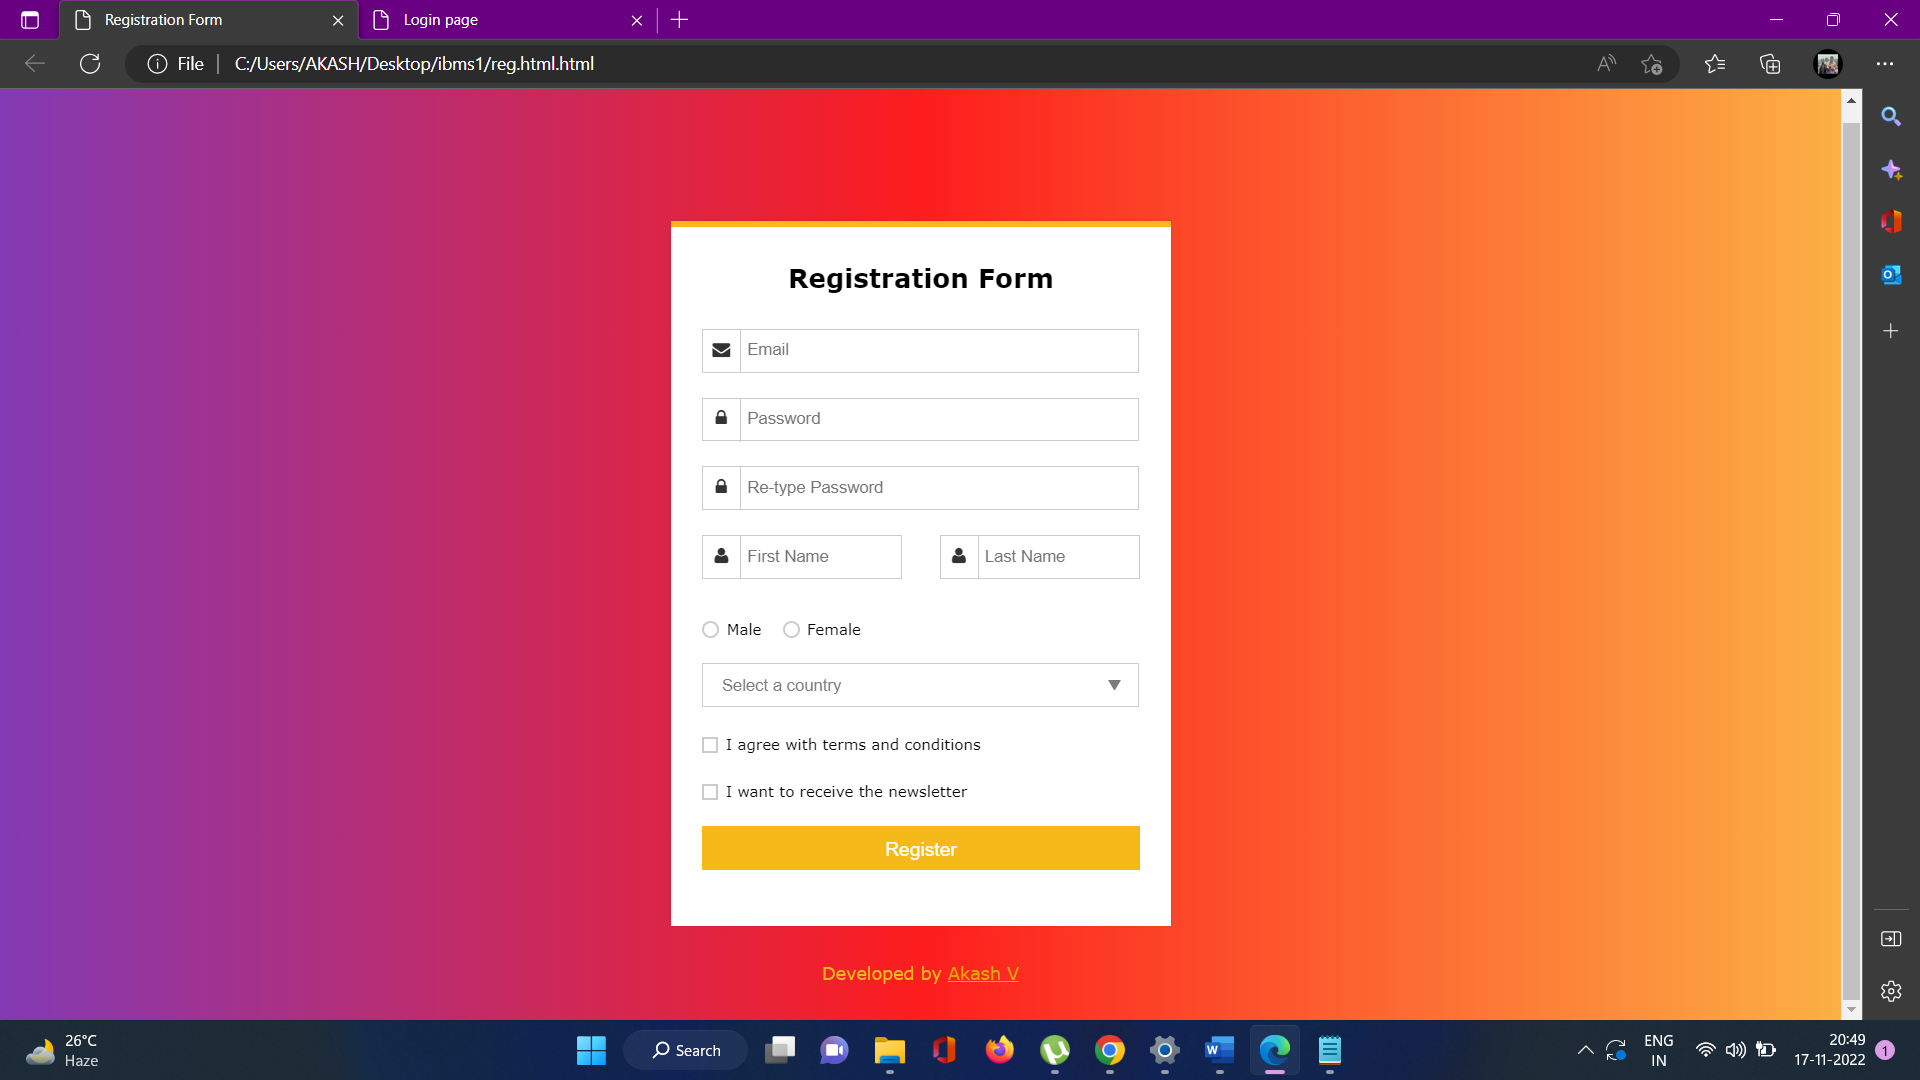 Registration Form
Login page
File
C:/Users/AKASH/Desktop/ibms1/reg.html.html
Registration Form
Email
Password
Re-type Password
First Name
Last Name
Male
Female
Select a country
I agree with terms and conditions
I want to receive the newsletter
Register
Developed by Akash V
26°C
Haze
Search
ENG
IN
20:49
17-11-2022
1